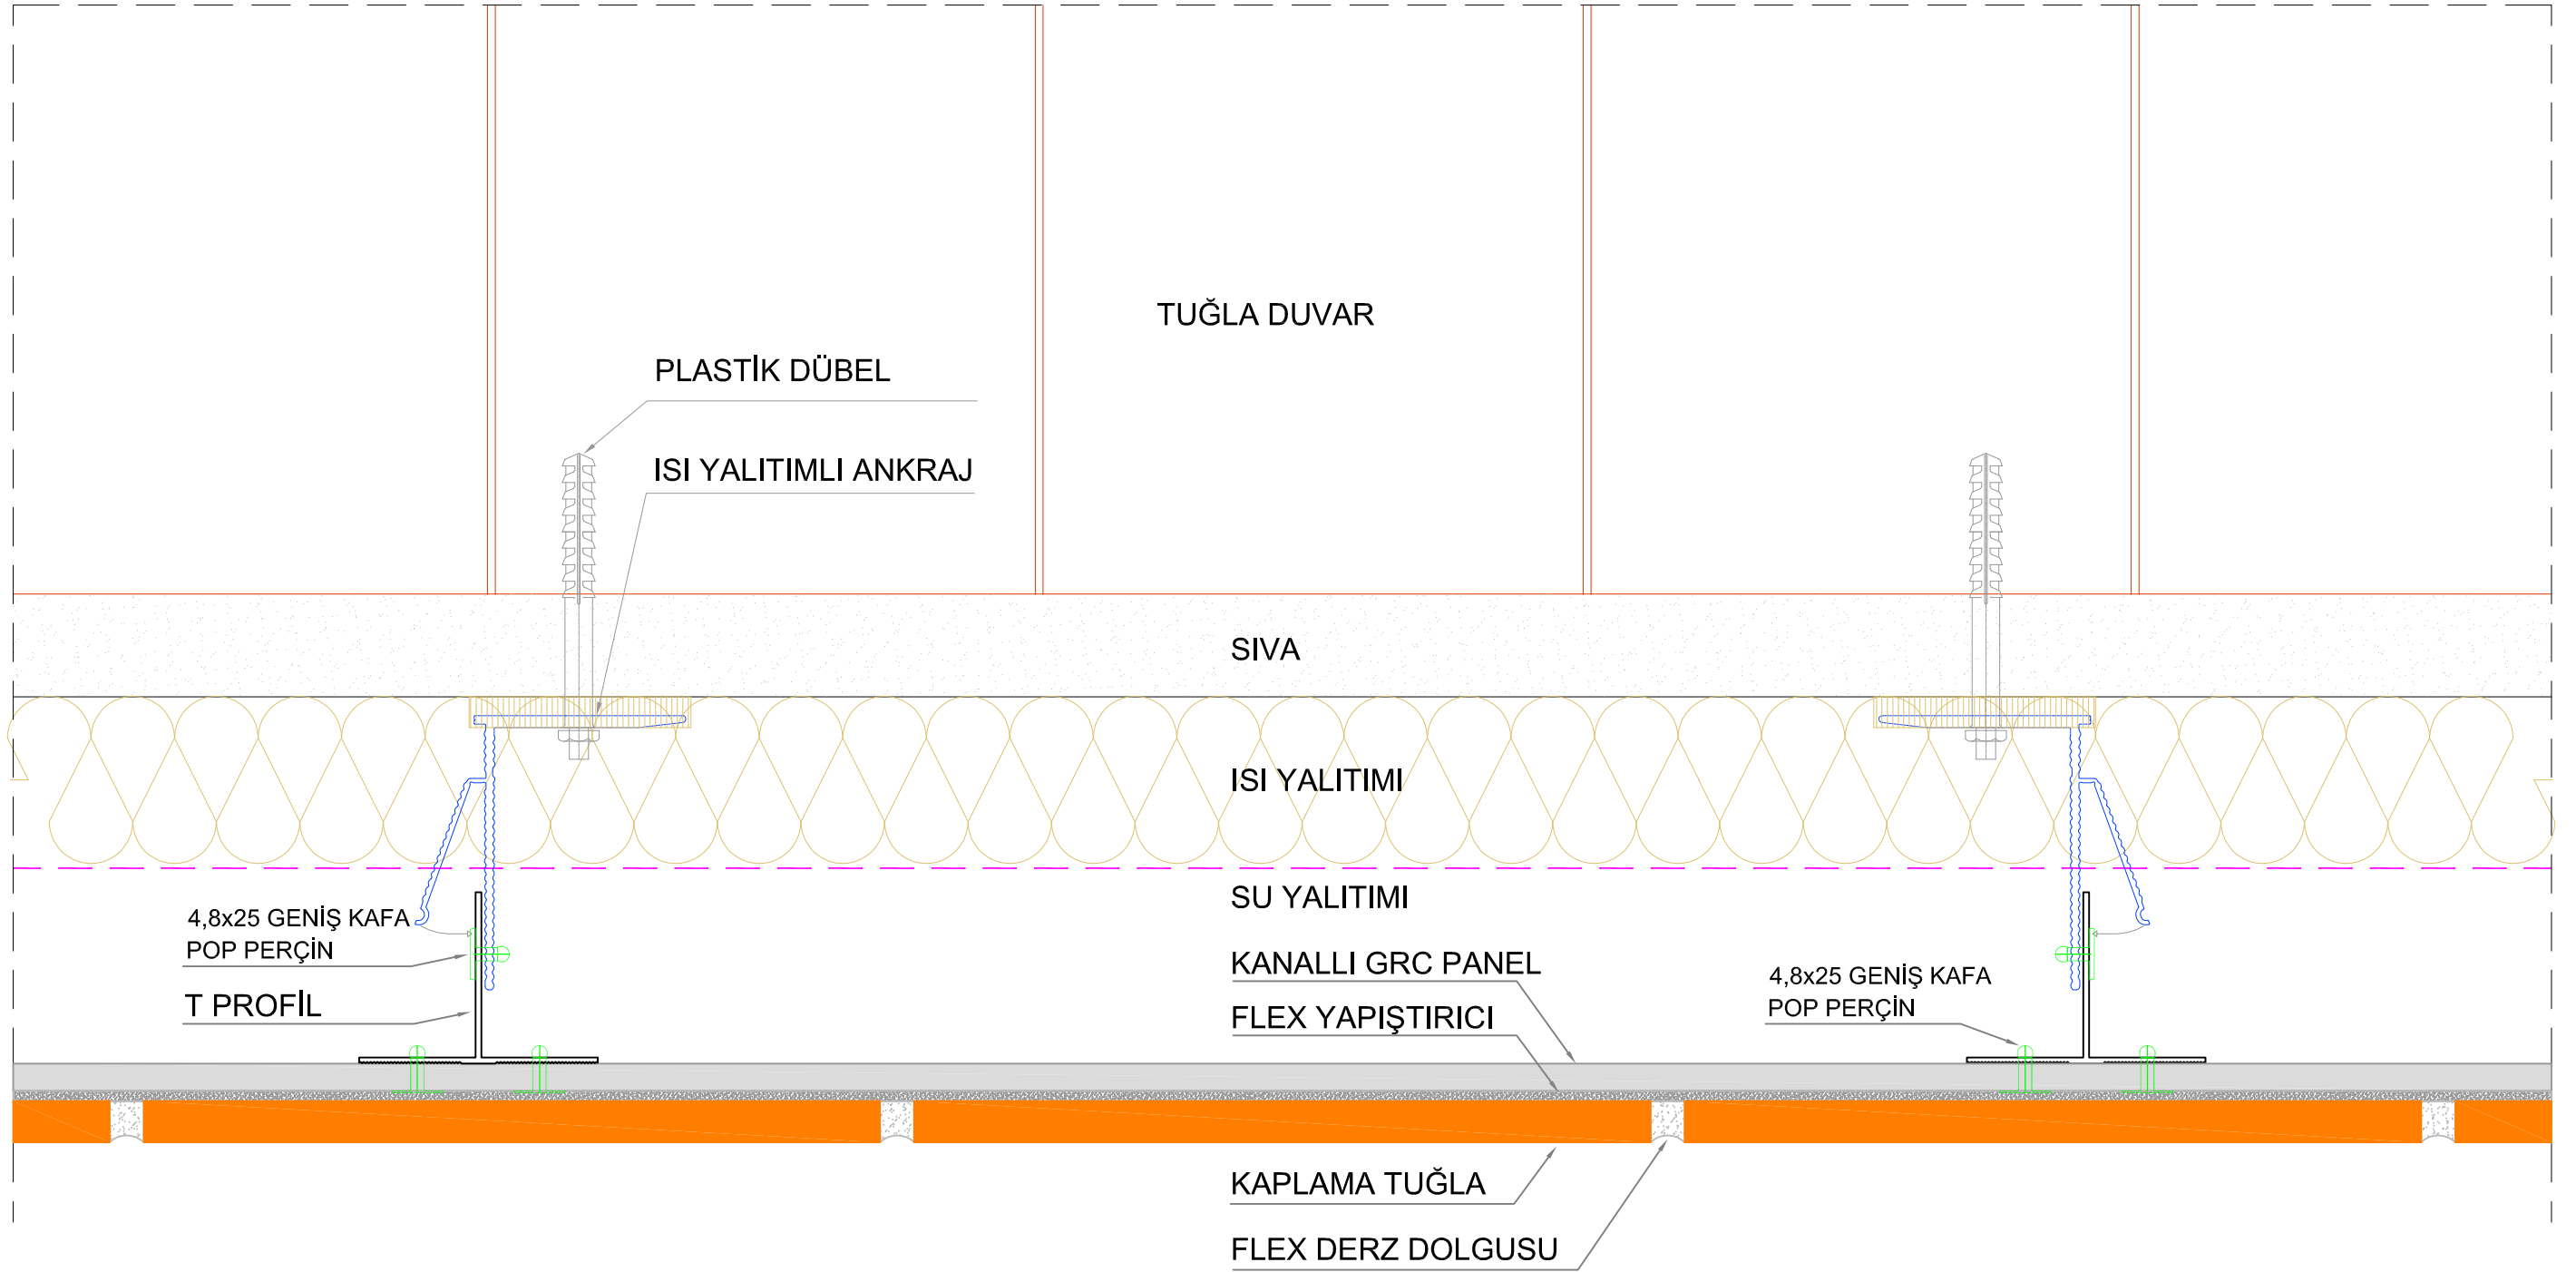 TUĞLA DUVAR
PLASTİK DÜBEL
ISI YALITIMLI ANKRAJ
SIVA
ISI YALITIMI
SU YALITIMI
4,8x25 GENİŞ KAFA
POP PERÇİN
T PROFİL
KANALLI GRC PANEL
FLEX YAPIŞTIRICI
4,8x25 GENİŞ KAFA
POP PERÇİN
KAPLAMA TUĞLA
FLEX DERZ DOLGUSU